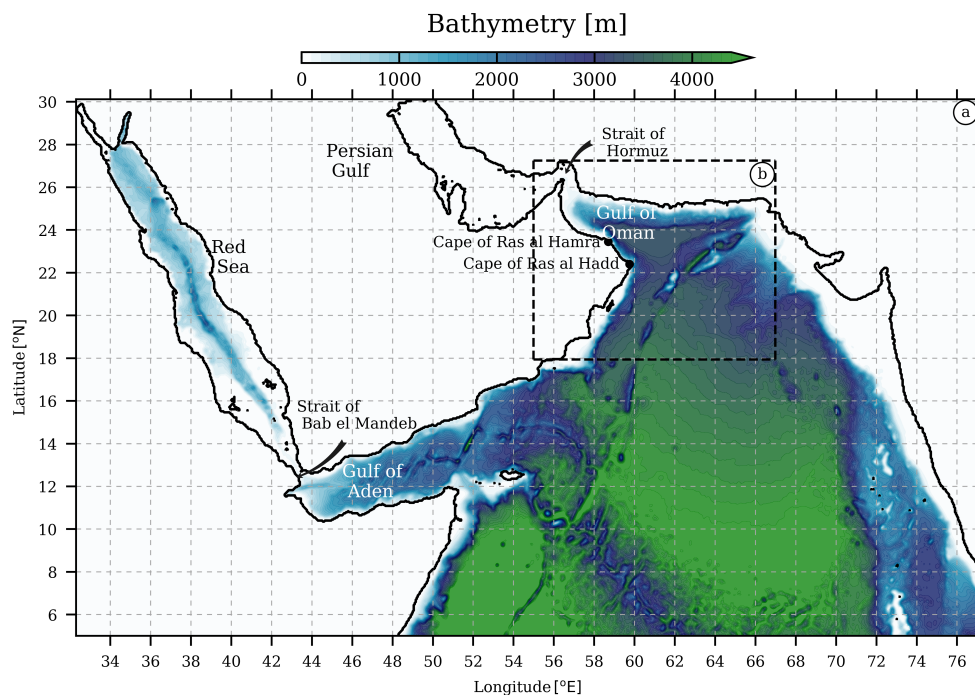 Bathymetry [m]
0 1000 2000 3000 4000
a
30
28
26
24
22
20
18
16
14
12
10
8
6
Latitude [°N]
Persian
Gulf
Strait of
Hormuz
b
Gulf of
Oman
Cape of Ras al Hamra
Cape of Ras al Hadd
Red
Sea
Strait of
Bab el Mandeb
Gulf of
Aden
34 36 38 40 42 44 46 48 50 52 54 56 58 60 62 64 66 68 70 72 74 76
Longitude [°E]